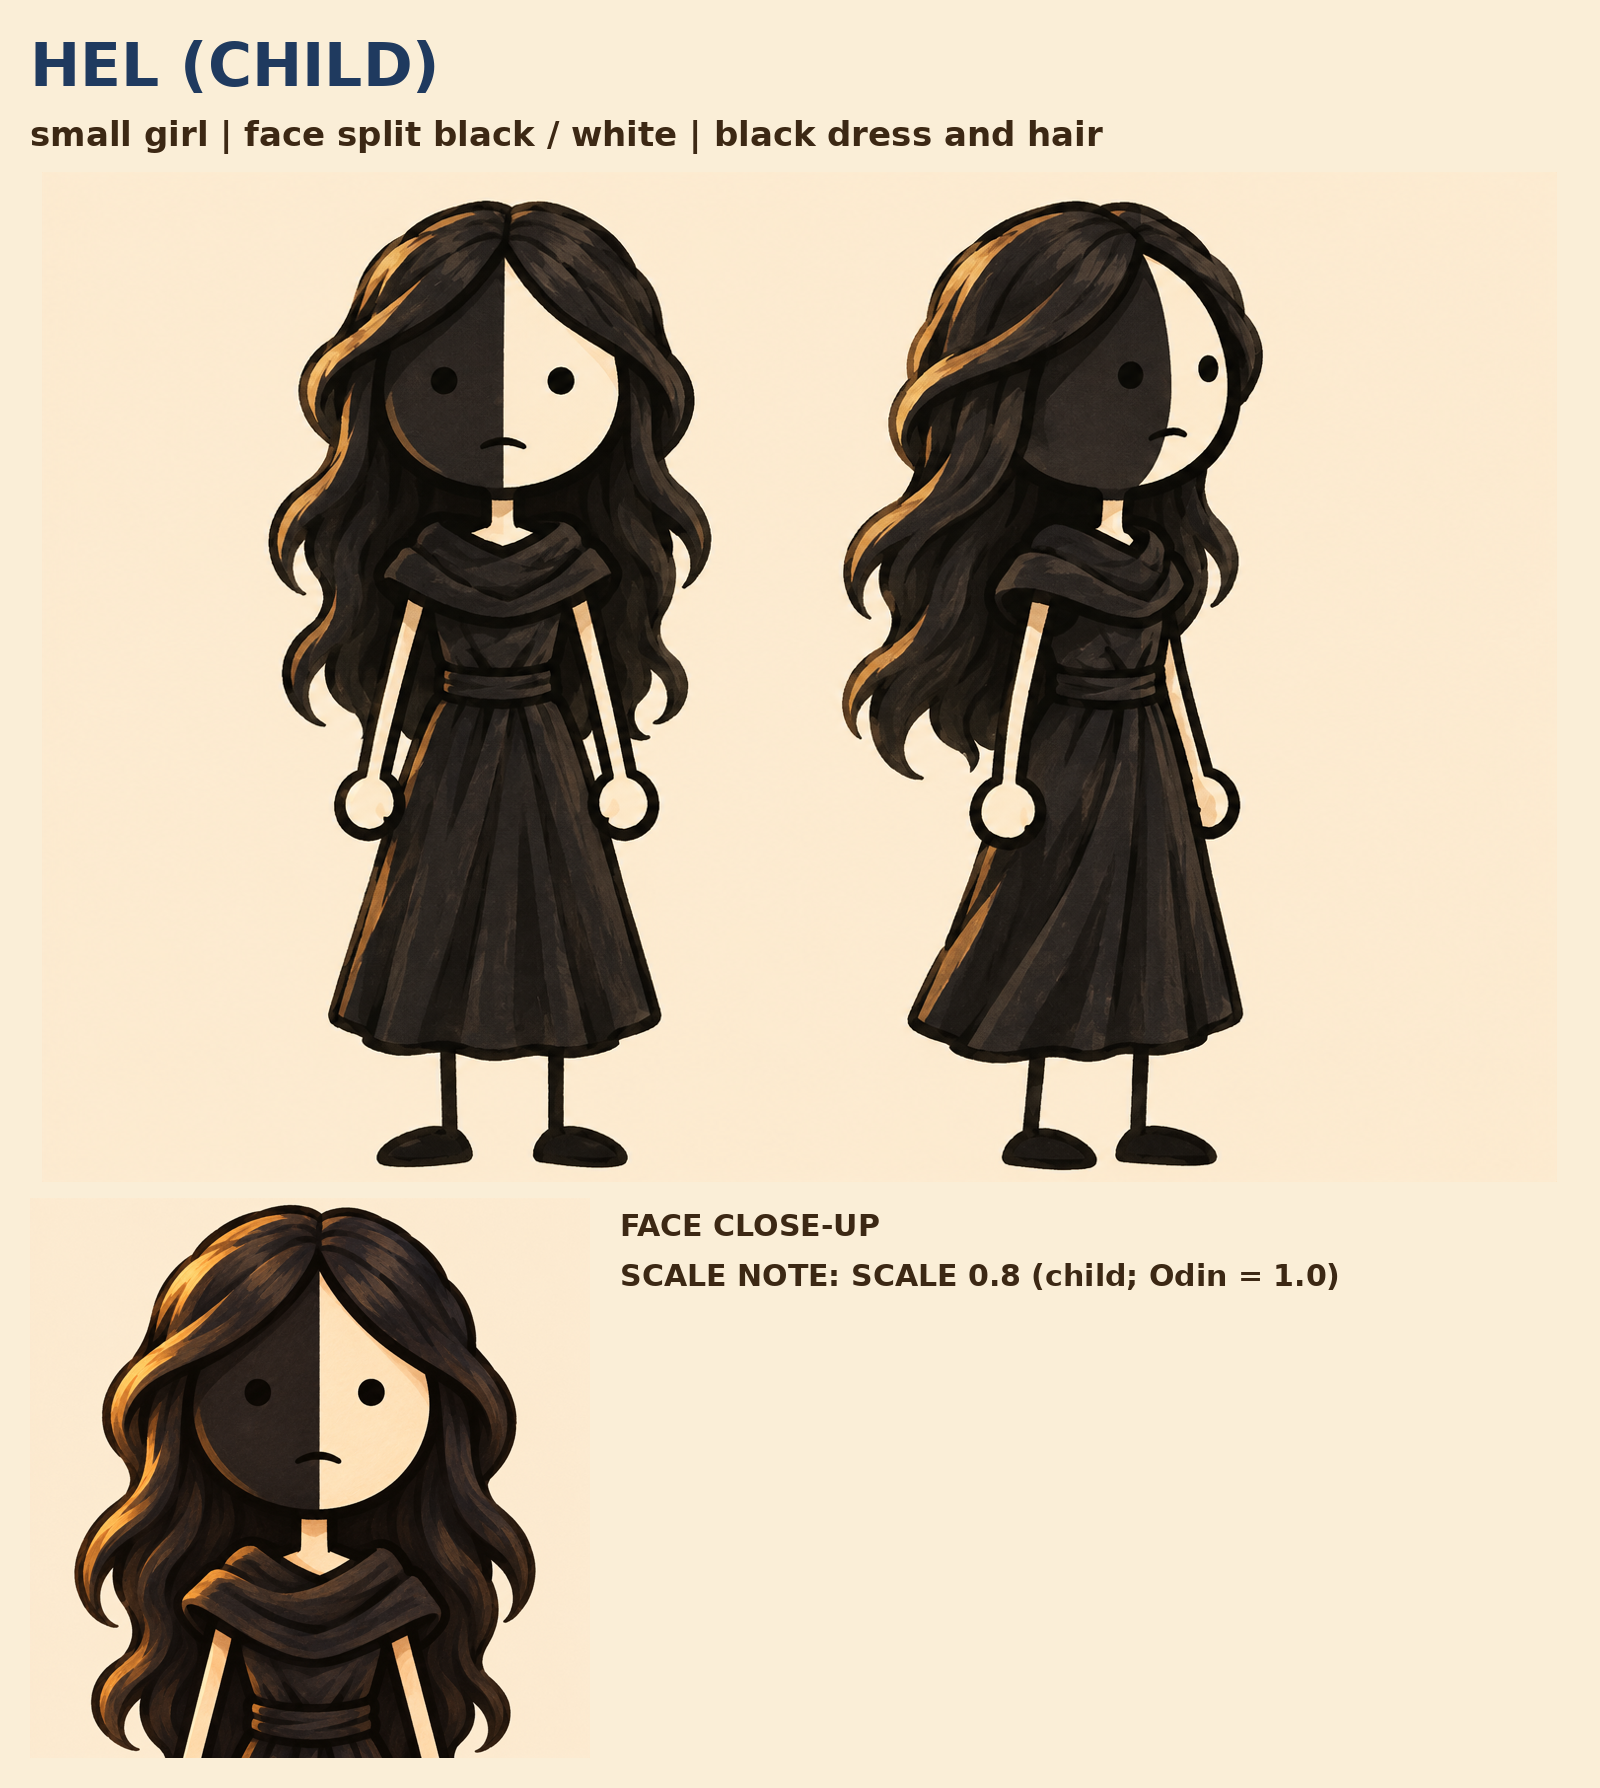 HEL (CHILD)
small girl | face split black / white | black dress and hair
FACE CLOSE-UP
SCALE NOTE: SCALE 0.8 (child; Odin = 1.0)